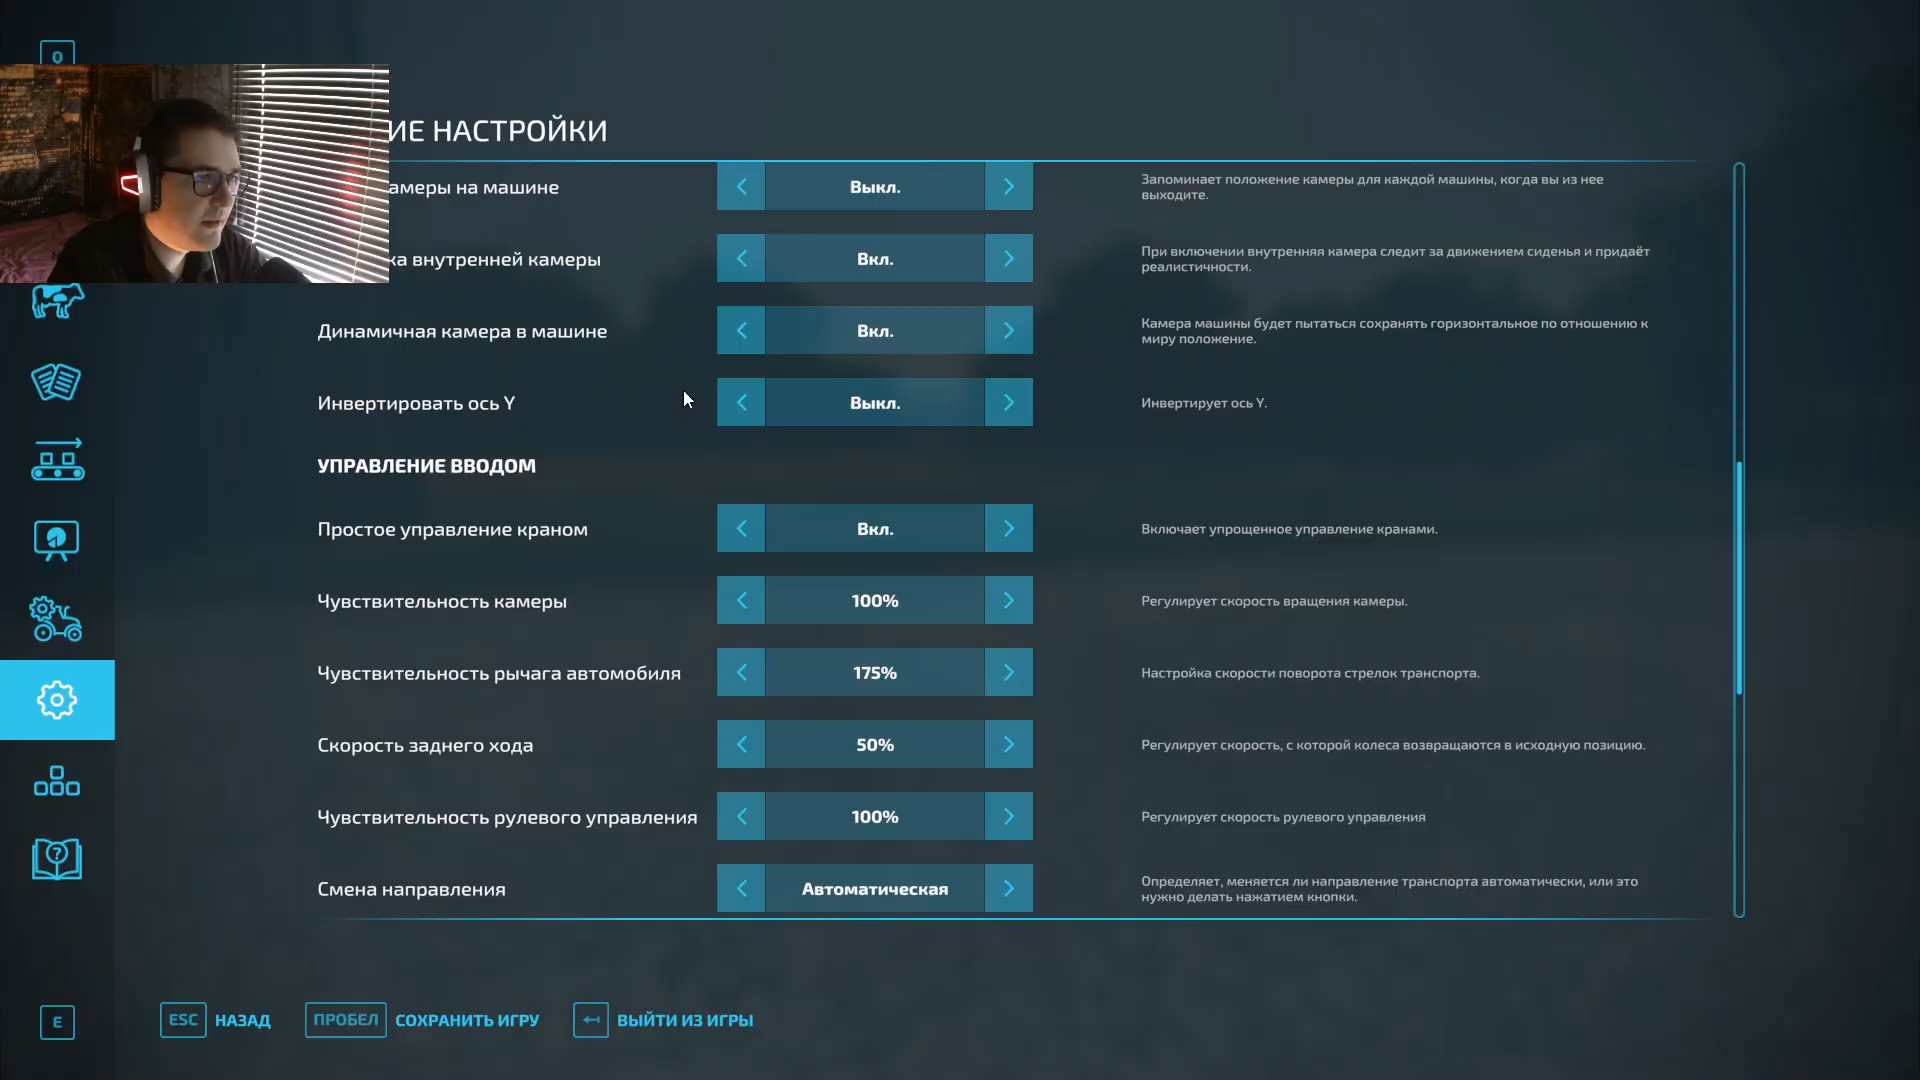 ИЕ НАСТРОЙКИ
амеры на машине
Выкл.
Запоминает положение камеры для каждой машины, когда вы из нее
выходите.
ка внутренней камеры
Вкл.
При включении внутренняя камера следит за движением сиденья и придаёт
реалистичности.
Динамичная камера в машине
Вкл.
Камера машины будет пытаться сохранять горизонтальное по отношению к
миру положение.
Инвертировать ось Y
Выкл.
Инвертирует ось Y.
УПРАВЛЕНИЕ ВВОДОМ
Простое управление краном
Вкл.
Включает упрощенное управление кранами.
Чувствительность камеры
100%
Регулирует скорость вращения камеры.
Чувствительность рычага автомобиля
175%
Настройка скорости поворота стрелок транспорта.
Скорость заднего хода
50%
Регулирует скорость, с которой колеса возвращаются в исходную позицию.
Чувствительность рулевого управления
100%
Регулирует скорость рулевого управления
Смена направления
Автоматическая
Определяет, меняется ли направление транспорта автоматически, или это
нужно делать нажатием кнопки.
E
ESC НАЗАД
ПРОБЕЛ СОХРАНИТЬ ИГРУ
ВЫЙТИ ИЗ ИГРЫ